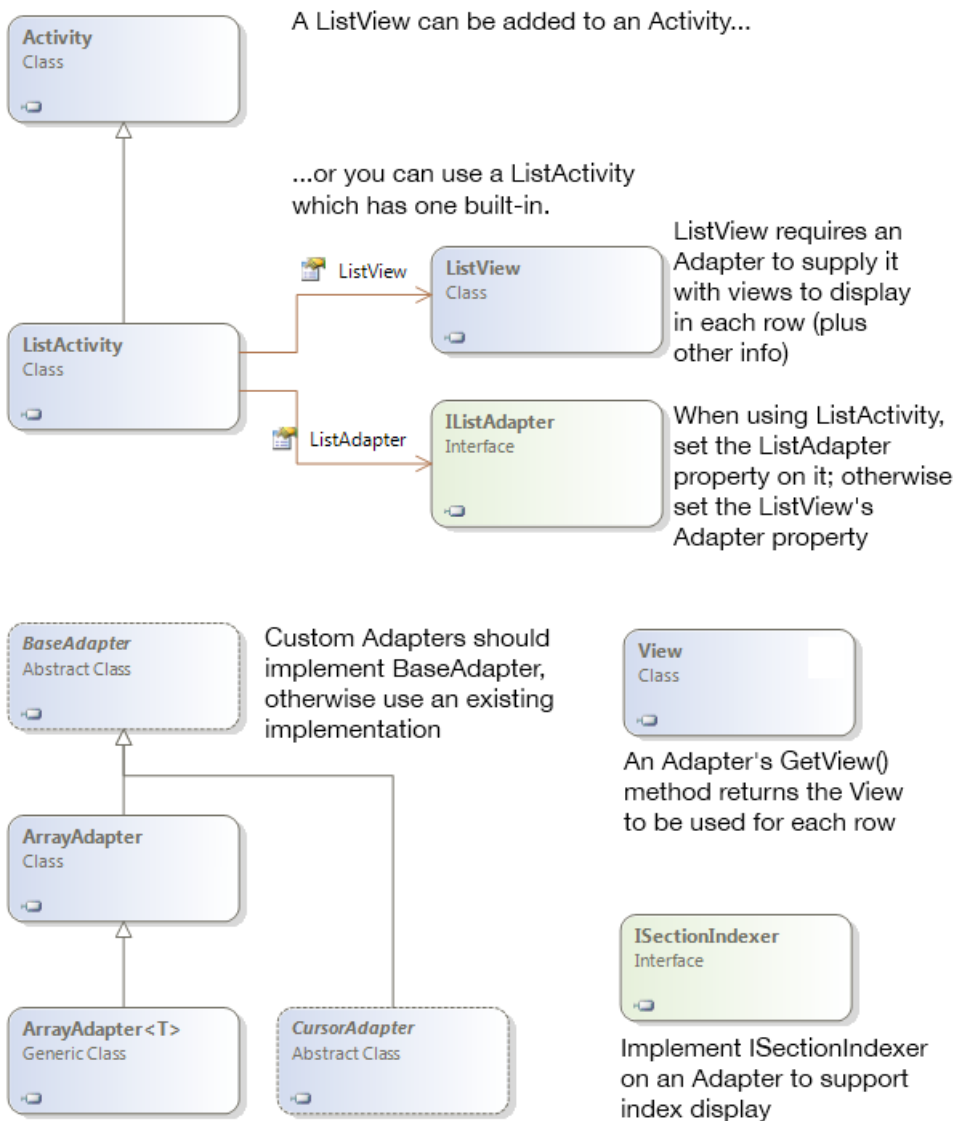 Activity
Class
A ListView can be added to an Activity...
...or you can use a ListActivity
which has one built-in.
ListView
ListView
Class
ListView requires an
Adapter to supply it
with views to display
in each row (plus
other info)
ListActivity
Class
ListAdapter
IListAdapter
Interface
When using ListActivity,
set the ListAdapter
property on it; otherwise
set the ListView's
Adapter property
BaseAdapter
Abstract Class
Custom Adapters should
implement BaseAdapter,
otherwise use an existing
implementation
View
Class
An Adapter's GetView()
method returns the View
to be used for each row
ArrayAdapter
Class
ISectionIndexer
Interface
ArrayAdapter<T>
Generic Class
CursorAdapter
Abstract Class
Implement ISectionIndexer
on an Adapter to support
index display